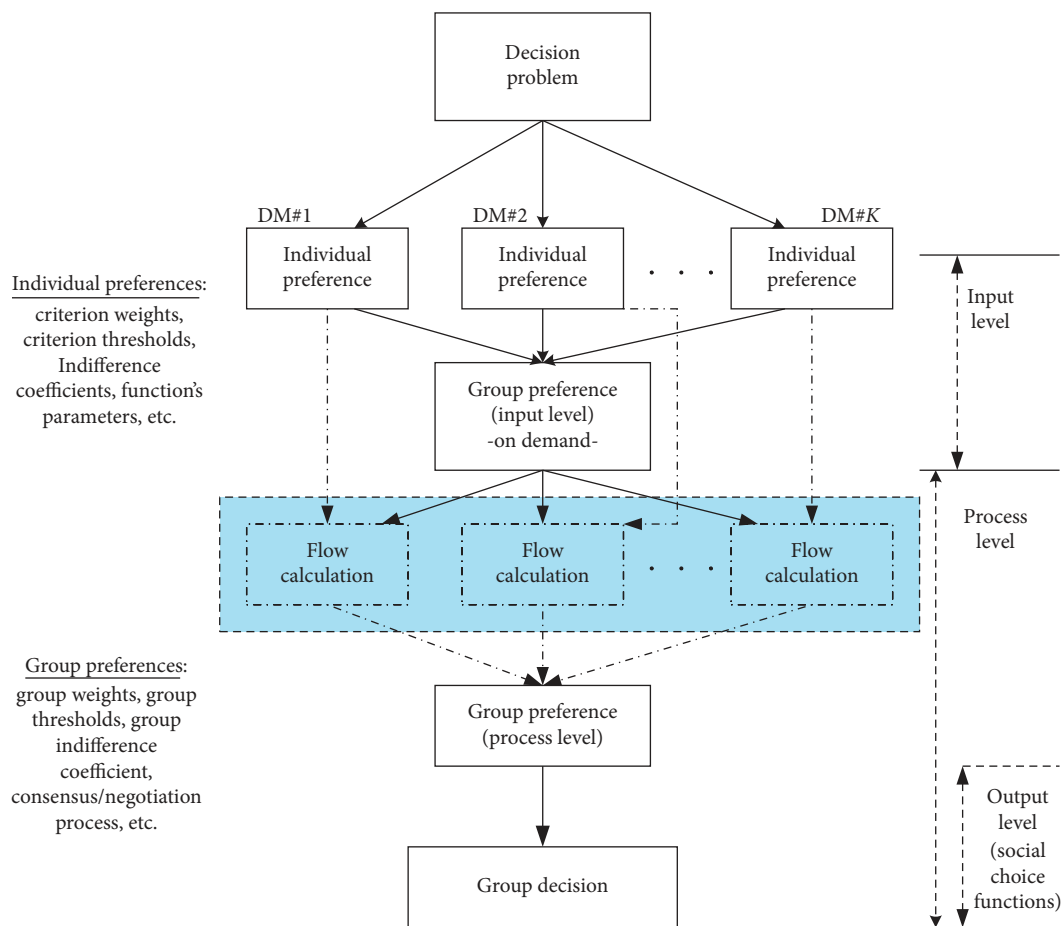 Decision
problem
DM#1
DM#2
DM#K
Individual
preference
Individual
preference
. . .
Individual
preference
Individual preferences:
criterion weights,
criterion thresholds,
Indifference
coefficients, function's
parameters, etc.
Input
level
Group preference
(input level)
-on demand-
Process
level
Flow
calculation
Flow
calculation
. . .
Flow
calculation
Group preferences:
group weights, group
thresholds, group
indifference
coefficient,
consensus/negotiation
process, etc.
Group preference
(process level)
Output
level
(social
choice
functions)
Group decision